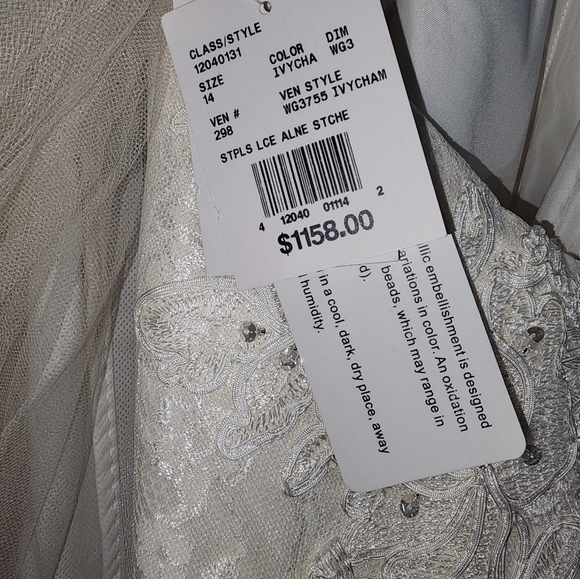 CLASS/STYLE
12040131
COLOR DIM
IVYCHA WG3
SIZE
14
VEN STYLE
WG3755 IVYCHAM
VEN #
298
STPLS LCE ALNE STCHE
4 12040 01114 2
$1158.00
llic embellishment is designed
ariations in color. An oxidation
beads, which may range in
d).
in a cool, dark, dry place, away
humidity.